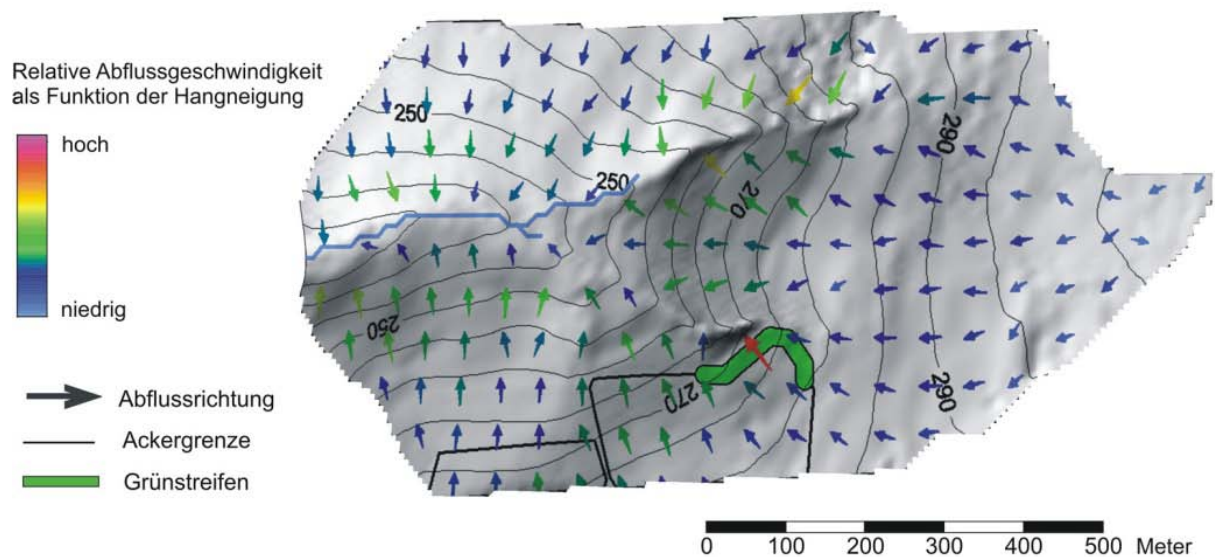 Relative Abflussgeschwindigkeit
als Funktion der Hangneigung
hoch
niedrig
Abflussrichtung
Ackergrenze
Grünstreifen
250
250
290
270
250
270
290
0 100 200 300 400 500 Meter